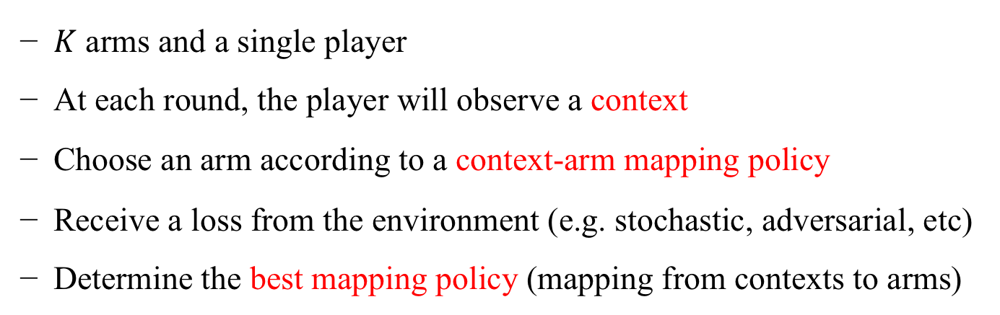 – K arms and a single player
– At each round, the player will observe a context
– Choose an arm according to a context-arm mapping policy
– Receive a loss from the environment (e.g. stochastic, adversarial, etc)
– Determine the best mapping policy (mapping from contexts to arms)